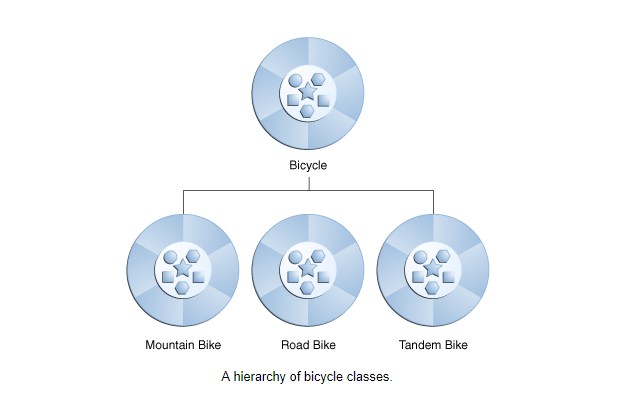 Bicycle
Mountain Bike
Road Bike
Tandem Bike
A hierarchy of bicycle classes.